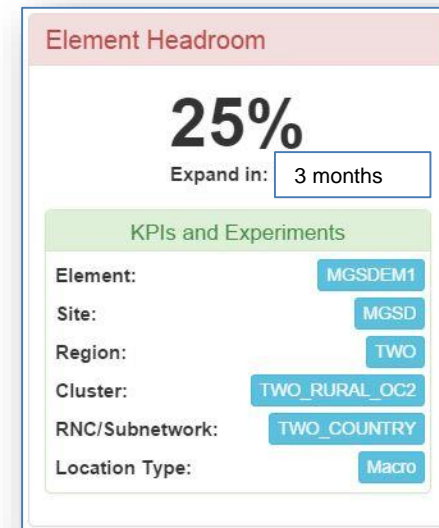 Element Headroom
25%
Expand in: 3 months
KPIs and Experiments
Element: MGSDEM1
Site: MGSD
Region: TWO
Cluster: TWO_RURAL_OC2
RNC/Subnetwork: TWO_COUNTRY
Location Type: Macro